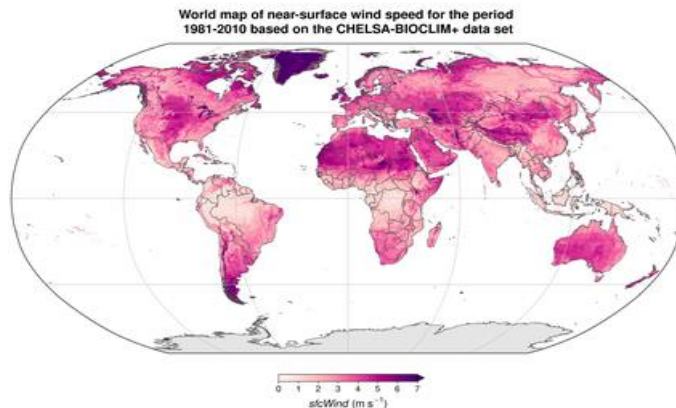 World map of near-surface wind speed for the period
1981-2010 based on the CHELSA-BIOCLIM+ data set
0 1 2 3 4 5 6 7
sfcWind (m s⁻¹)